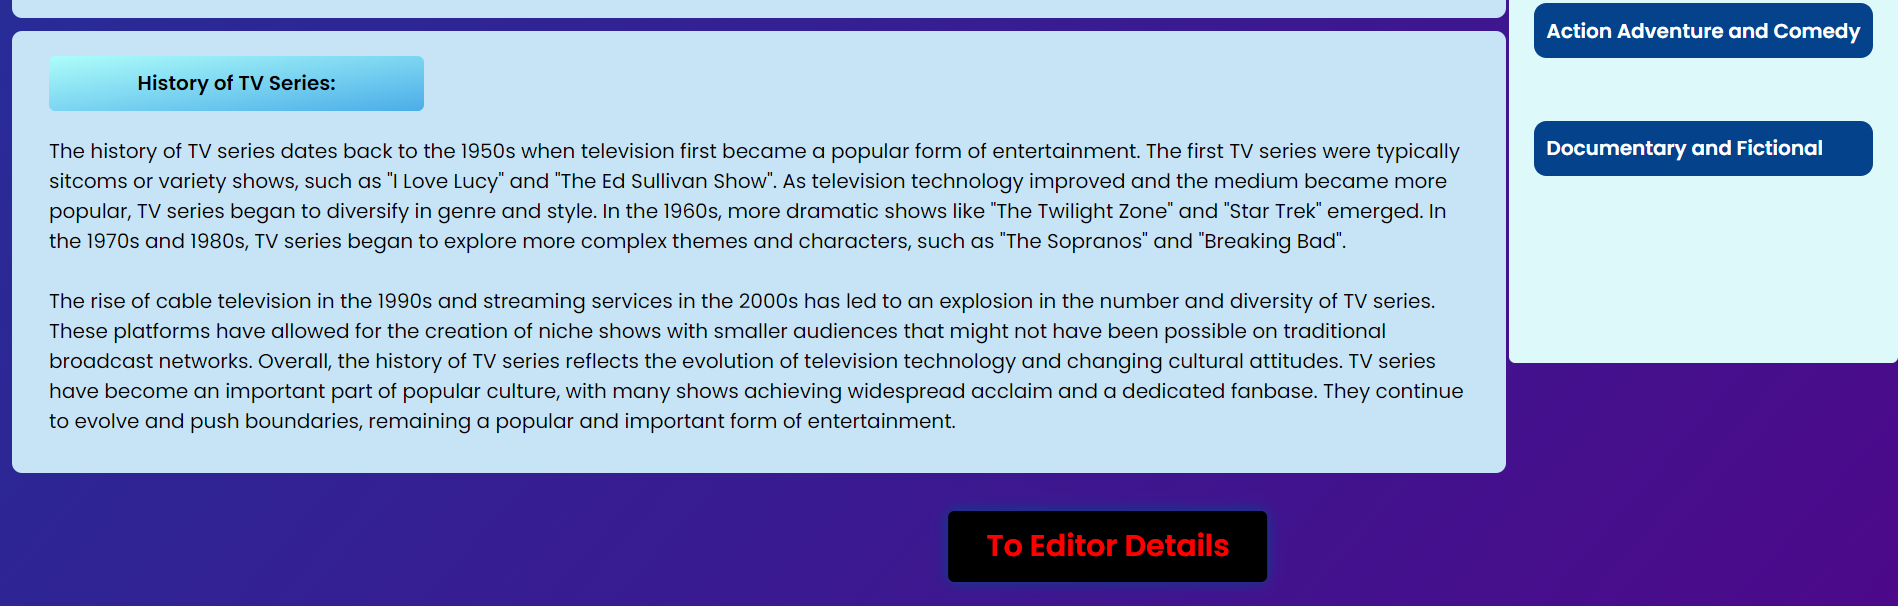 History of TV Series:
The history of TV series dates back to the 1950s when television first became a popular form of entertainment. The first TV series were typically
sitcoms or variety shows, such as "I Love Lucy" and "The Ed Sullivan Show". As television technology improved and the medium became more
popular, TV series began to diversify in genre and style. In the 1960s, more dramatic shows like "The Twilight Zone" and "Star Trek" emerged. In
the 1970s and 1980s, TV series began to explore more complex themes and characters, such as "The Sopranos" and "Breaking Bad".
The rise of cable television in the 1990s and streaming services in the 2000s has led to an explosion in the number and diversity of TV series.
These platforms have allowed for the creation of niche shows with smaller audiences that might not have been possible on traditional
broadcast networks. Overall, the history of TV series reflects the evolution of television technology and changing cultural attitudes. TV series
have become an important part of popular culture, with many shows achieving widespread acclaim and a dedicated fanbase. They continue
to evolve and push boundaries, remaining a popular and important form of entertainment.
Action Adventure and Comedy
Documentary and Fictional
To Editor Details